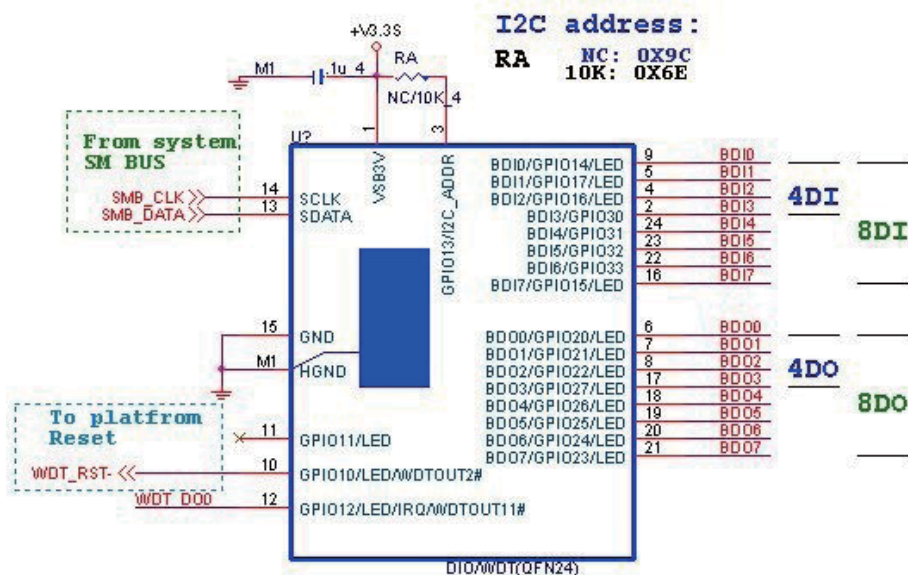 I2C address:
RA NC: 0X9C
10K: 0X6E
+V3.3S
M1 .1u_4 RA
NC/10K_4
From system
SM BUS
U?
1 3
VSB3V
GPIO13/I2C_ADDR
SMB_CLK 14 SCLK
SMB_DATA 13 SDATA
BDI0/GPIO14/LED 9 BDI0
BDI1/GPIO17/LED 5 BDI1
BDI2/GPIO16/LED 4 BDI2
BDI3/GPIO30 2 BDI3
BDI4/GPIO31 24 BDI4
BDI5/GPIO32 23 BDI5
BDI6/GPIO33 22 BDI6
BDI7/GPIO15/LED 16 BDI7
4DI
8DI
15 GND
M1 HGND
BDO0/GPIO20/LED 6 BDO0
BDO1/GPIO21/LED 7 BDO1
BDO2/GPIO22/LED 8 BDO2
BDO3/GPIO27/LED 17 BDO3
BDO4/GPIO26/LED 18 BDO4
BDO5/GPIO25/LED 19 BDO5
BDO6/GPIO24/LED 20 BDO6
BDO7/GPIO23/LED 21 BDO7
4DO
8DO
To platfrom
Reset
11 GPIO11/LED
WDT_RST- 10 GPIO10/LED/WDTOUT2#
WDT_DO0 12 GPIO12/LED/IRQ/WDTOUT11#
DIO/WDT(QFN24)